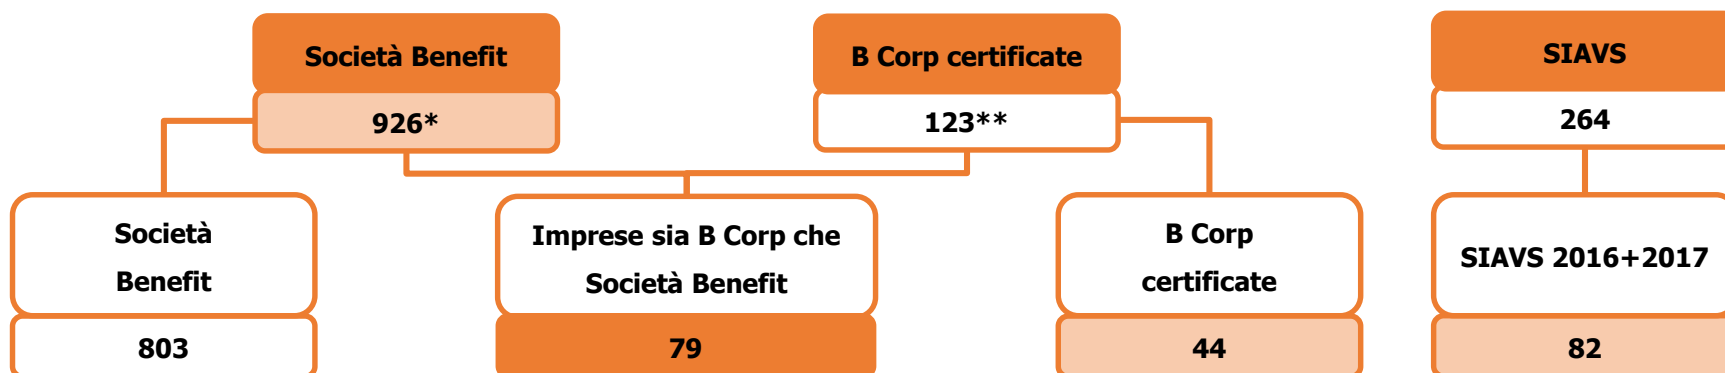 Società Benefit
926*
B Corp certificate
123**
SIAVS
264
Società
Benefit
803
Imprese sia B Corp che
Società Benefit
79
B Corp
certificate
44
SIAVS 2016+2017
82